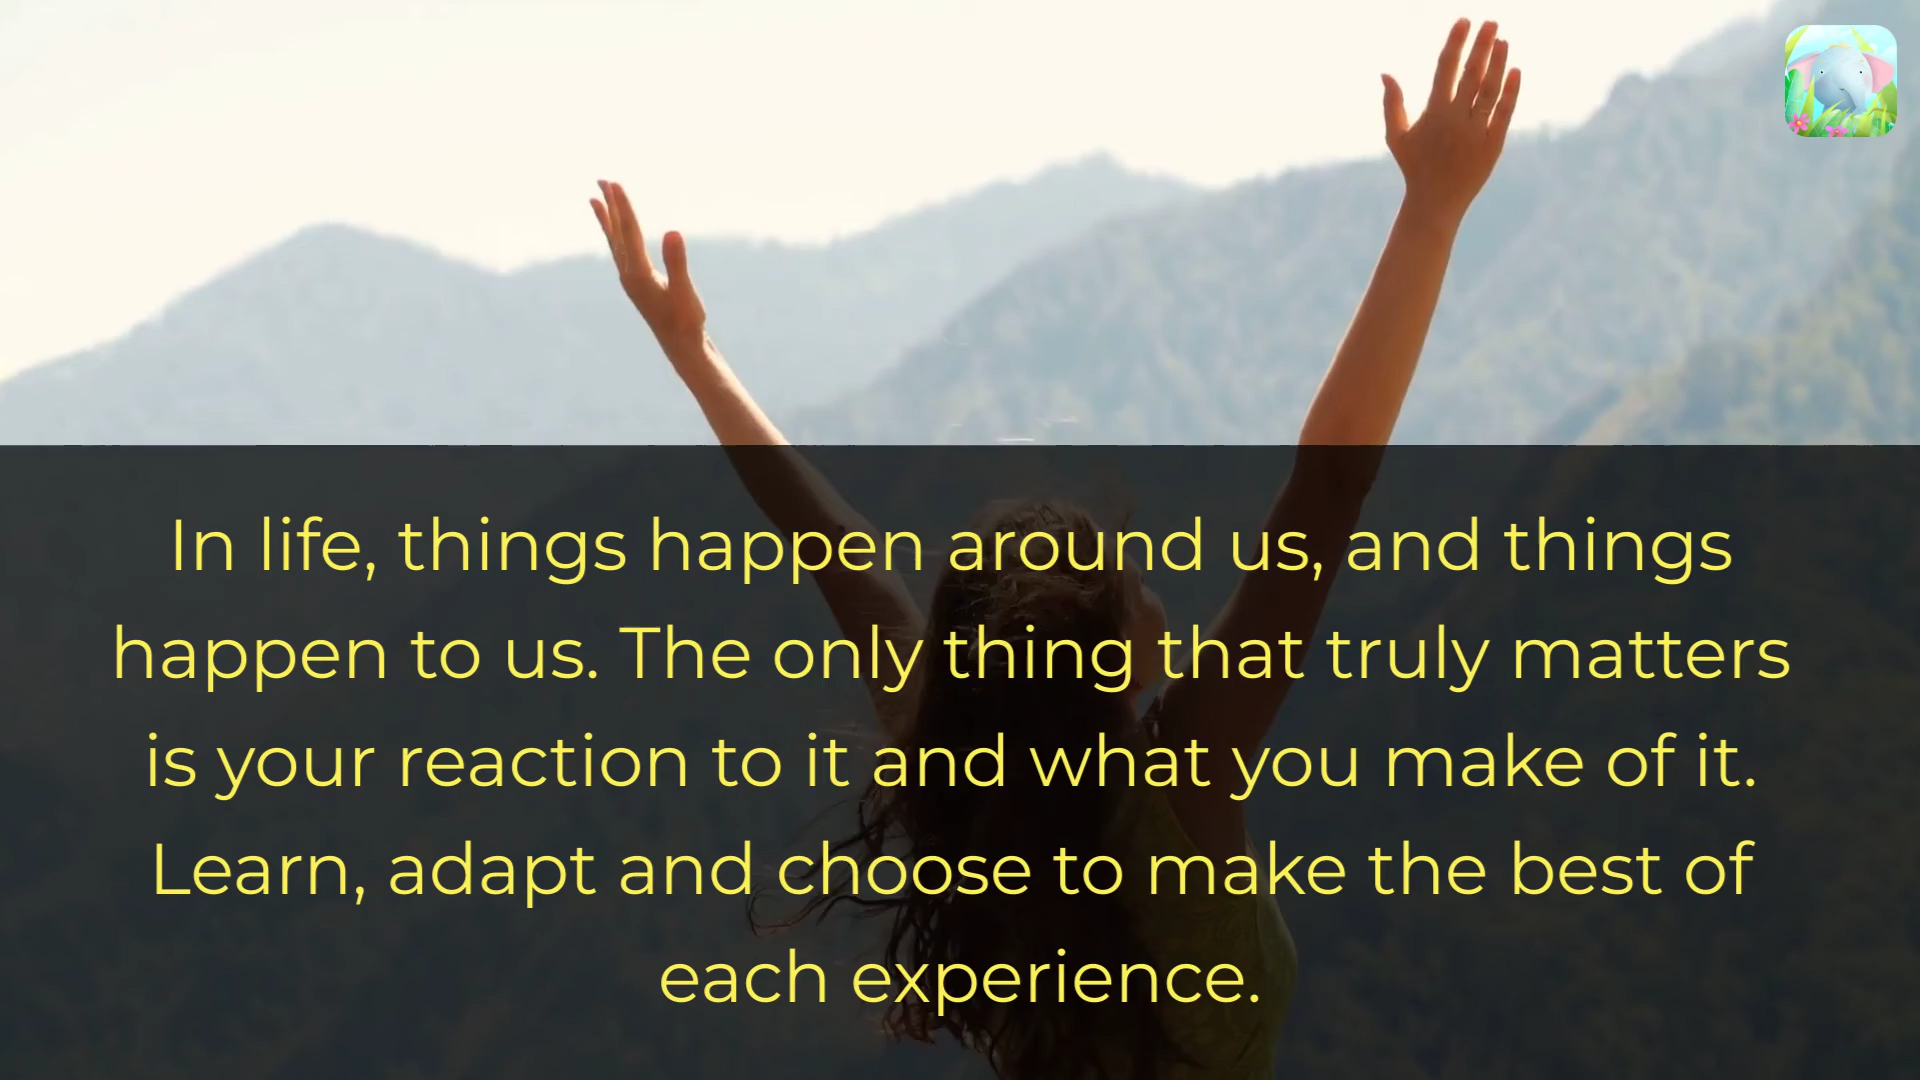 In life, things happen around us, and things
happen to us. The only thing that truly matters
is your reaction to it and what you make of it.
Learn, adapt and choose to make the best of
each experience.